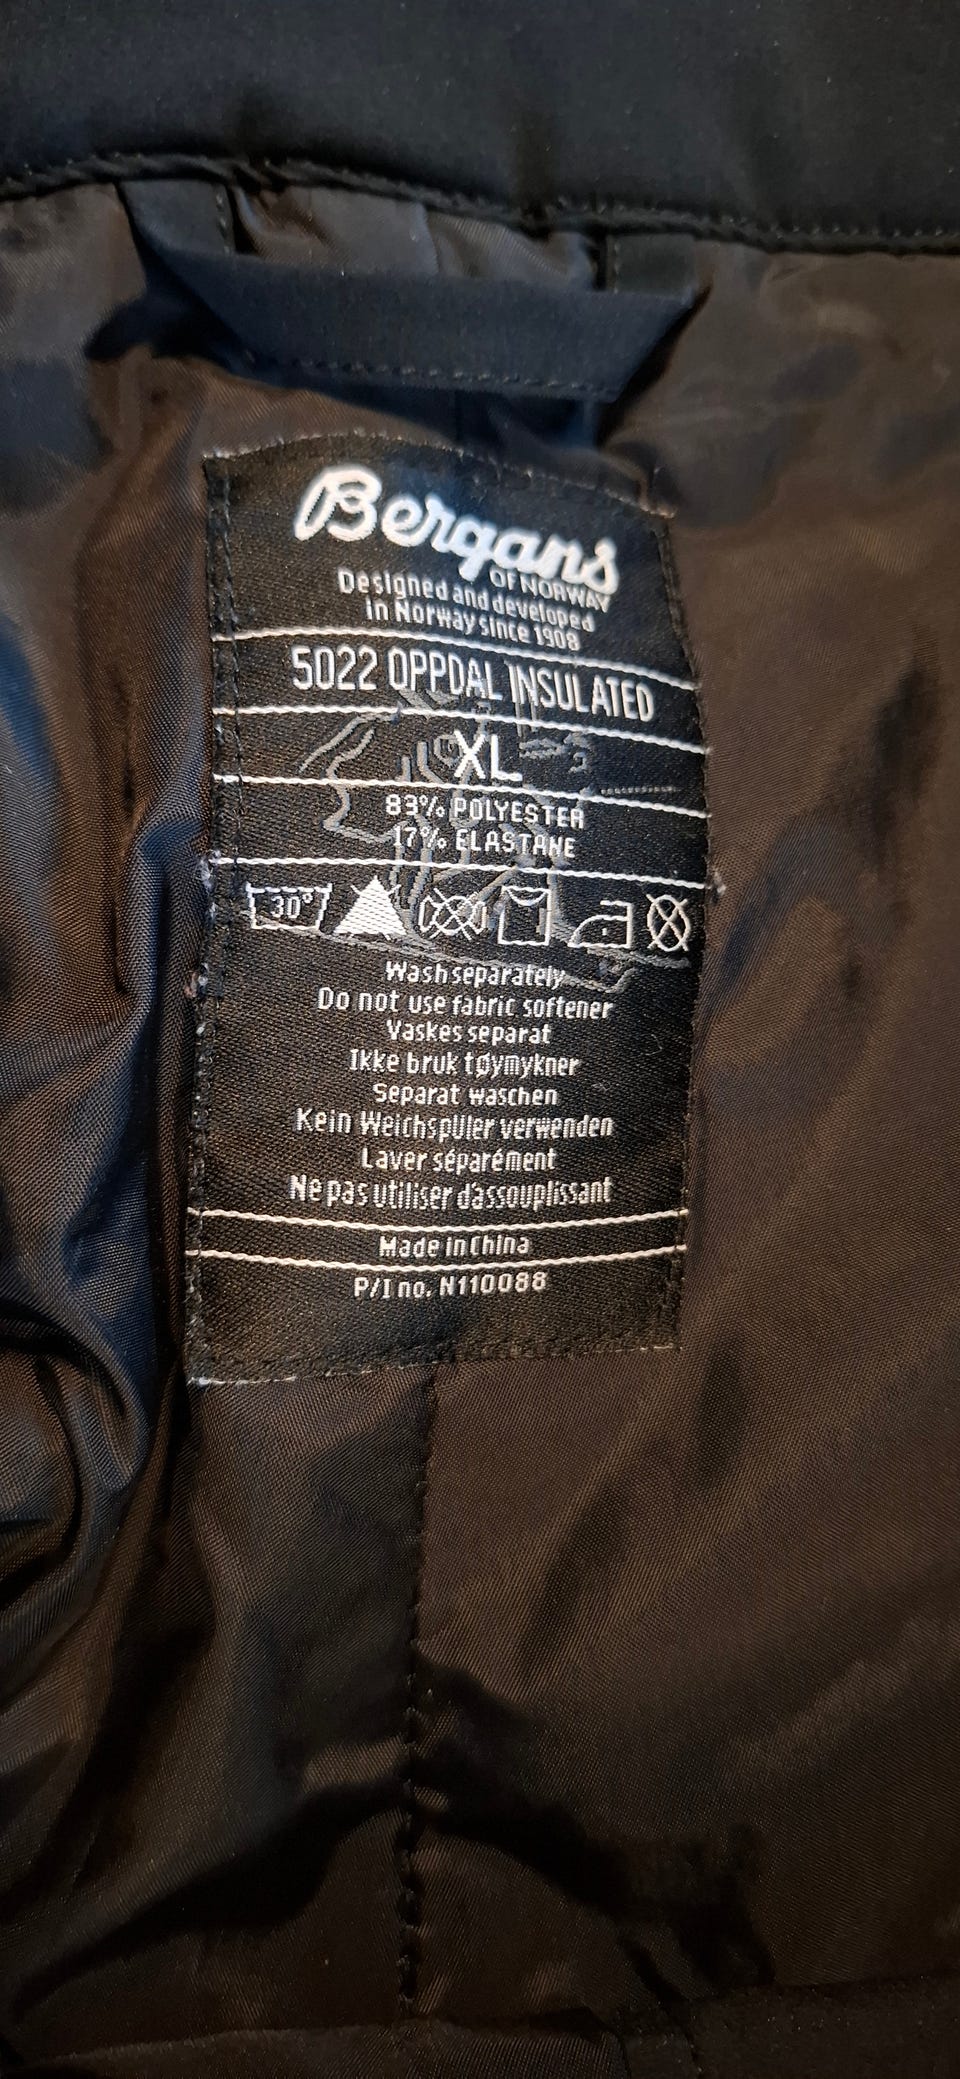 Bergans
OF NORWAY
Designed and developed
in Norway since 1908
5022 OPPDAL INSULATED
XL
83% POLYESTER
17% ELASTANE
30°
Wash separately
Do not use fabric softener
Vaskes separat
Ikke bruk tøymykner
Separat waschen
Kein Weichspüler verwenden
Laver séparément
Ne pas utiliser d'assouplissant
Made in China
P/I no. N110088